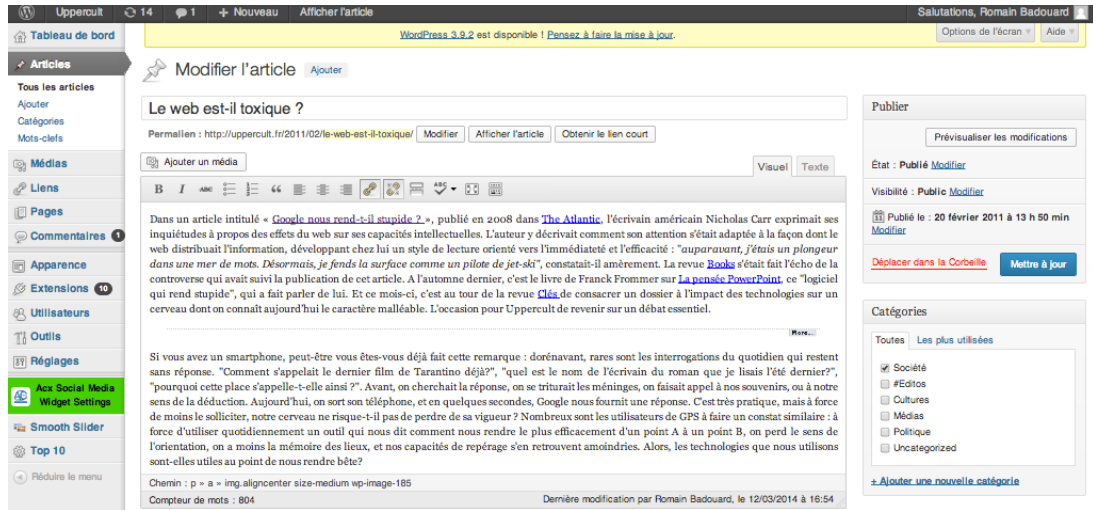 Uppercult 14 1 + Nouveau Afficher l'article Salutations, Romain Badouard
Tableau de bord
Articles
Tous les articles
Ajouter
Catégories
Mots-clefs
Médias
Liens
Pages
Commentaires 1
Apparence
Extensions 10
Utilisateurs
Outils
Réglages
Acx Social Media
Widget Settings
Smooth Slider
Top 10
Réduire le menu
WordPress 3.9.2 est disponible ! Pensez à faire la mise à jour.
Options de l'écran Aide
Modifier l'article Ajouter
Le web est-il toxique ?
Permalien : http://uppercult.fr/2011/02/le-web-est-il-toxique/ Modifier Afficher l'article Obtenir le lien court
Ajouter un média
Visuel Texte
B I ABC ABC
Dans un article intitulé « Google nous rend-t-il stupide ? », publié en 2008 dans The Atlantic, l'écrivain américain Nicholas Carr exprimait ses
inquiétudes à propos des effets du web sur ses capacités intellectuelles. L'auteur y décrivait comment son attention s'était adaptée à la façon dont le
web distribuait l'information, développant chez lui un style de lecture orienté vers l'immédiateté et l'efficacité : "auparavant, j'étais un plongeur
dans une mer de mots. Désormais, je fends la surface comme un pilote de jet-ski", constatait-il amèrement. La revue Books s'était fait l'écho de la
controverse qui avait suivi la publication de cet article. A l'automne dernier, c'est le livre de Franck Frommer sur La pensée PowerPoint, ce "logiciel
qui rend stupide", qui a fait parler de lui. Et ce mois-ci, c'est au tour de la revue Clés de consacrer un dossier à l'impact des technologies sur un
cerveau dont on connaît aujourd'hui le caractère malléable. L'occasion pour Uppercult de revenir sur un débat essentiel.
More...
Si vous avez un smartphone, peut-être vous êtes-vous déjà fait cette remarque : dorénavant, rares sont les interrogations du quotidien qui restent
sans réponse. "Comment s'appelait le dernier film de Tarantino déjà?", "quel est le nom de l'écrivain du roman que je lisais l'été dernier?",
"pourquoi cette place s'appelle-t-elle ainsi ?". Avant, on cherchait la réponse, on se triturait les méninges, on faisait appel à nos souvenirs, ou à notre
sens de la déduction. Aujourd'hui, on sort son téléphone, et en quelques secondes, Google nous fournit une réponse. C'est très pratique, mais à force
de moins le solliciter, notre cerveau ne risque-t-il pas de perdre de sa vigueur ? Nombreux sont les utilisateurs de GPS à faire un constat similaire : à
force d'utiliser quotidiennement un outil qui nous dit comment nous rendre le plus efficacement d'un point A à un point B, on perd le sens de
l'orientation, on a moins la mémoire des lieux, et nos capacités de repérage s'en retrouvent amoindries. Alors, les technologies que nous utilisons
sont-elles utiles au point de nous rendre bête?
Chemin : p » a » img.aligncenter size-medium wp-image-185
Compteur de mots : 804 Dernière modification par Romain Badouard, le 12/03/2014 à 16:54
Publier
Prévisualiser les modifications
État : Publié Modifier
Visibilité : Public Modifier
Publié le : 20 février 2011 à 13 h 50 min
Modifier
Déplacer dans la Corbeille Mettre à jour
Catégories
Toutes Les plus utilisées
Société
#Editos
Cultures
Médias
Politique
Uncategorized
+ Ajouter une nouvelle catégorie